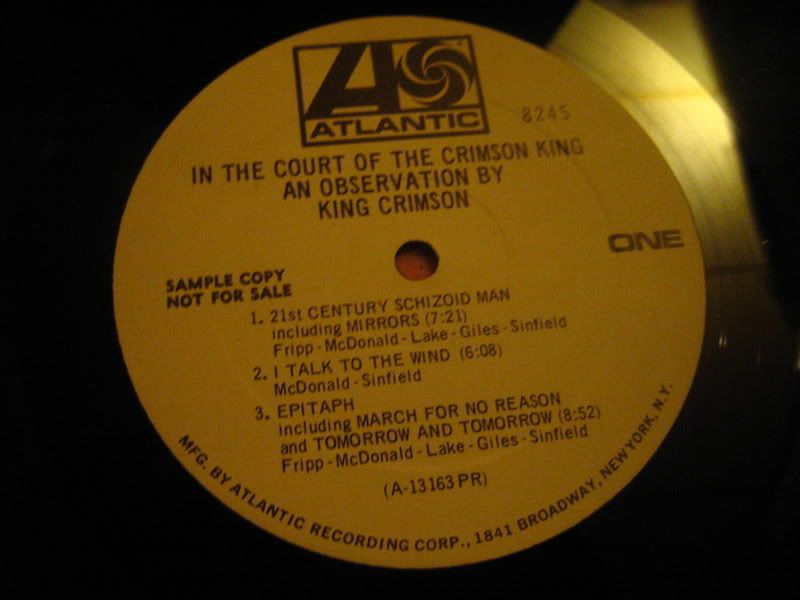 ATLANTIC
8245
IN THE COURT OF THE CRIMSON KING
AN OBSERVATION BY
KING CRIMSON
ONE
SAMPLE COPY
NOT FOR SALE
1. 21st CENTURY SCHIZOID MAN
including MIRRORS (7:21)
Fripp - McDonald - Lake - Giles - Sinfield
2. I TALK TO THE WIND (6:08)
McDonald - Sinfield
3. EPITAPH
including MARCH FOR NO REASON
and TOMORROW AND TOMORROW (8:52)
Fripp - McDonald - Lake - Giles - Sinfield
(A-13163 PR)
MFG. BY ATLANTIC RECORDING CORP., 1841 BROADWAY, NEW YORK, N.Y.